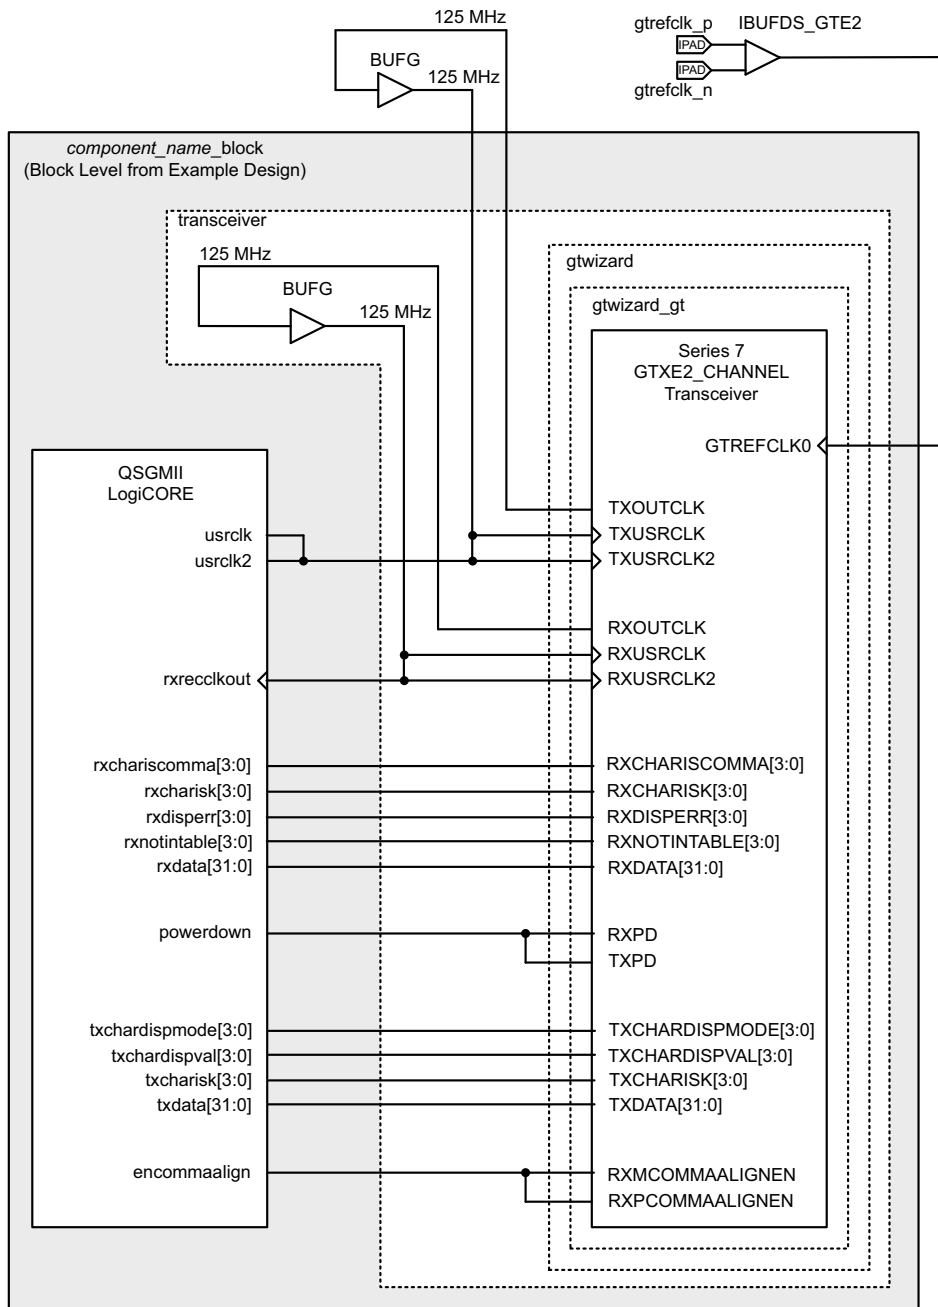 125 MHz
gtrefclk_p
IBUFDS_GTE2
BUFG
125 MHz
IPAD
IPAD
gtrefclk_n
component_name_block
(Block Level from Example Design)
transceiver
125 MHz
gtwizard
BUFG
125 MHz
gtwizard_gt
Series 7
GTXE2_CHANNEL
Transceiver
GTREFCLK0
QSGMII
LogiCORE
TXOUTCLK
usrclk
TXUSRCLK
usrclk2
TXUSRCLK2
RXOUTCLK
RXUSRCLK
rxrecclkout
RXUSRCLK2
rxchariscomma[3:0]
RXCHARISCOMMA[3:0]
rxcharisk[3:0]
RXCHARISK[3:0]
rxdisperr[3:0]
RXDISPERR[3:0]
rxnotintable[3:0]
RXNOTINTABLE[3:0]
rxdata[31:0]
RXDATA[31:0]
powerdown
RXPD
TXPD
txchardispmode[3:0]
TXCHARDISPMODE[3:0]
txchardispval[3:0]
TXCHARDISPVAL[3:0]
txcharisk[3:0]
TXCHARISK[3:0]
txdata[31:0]
TXDATA[31:0]
encommaalign
RXMCOMMAALIGNEN
RXPCOMMAALIGNEN